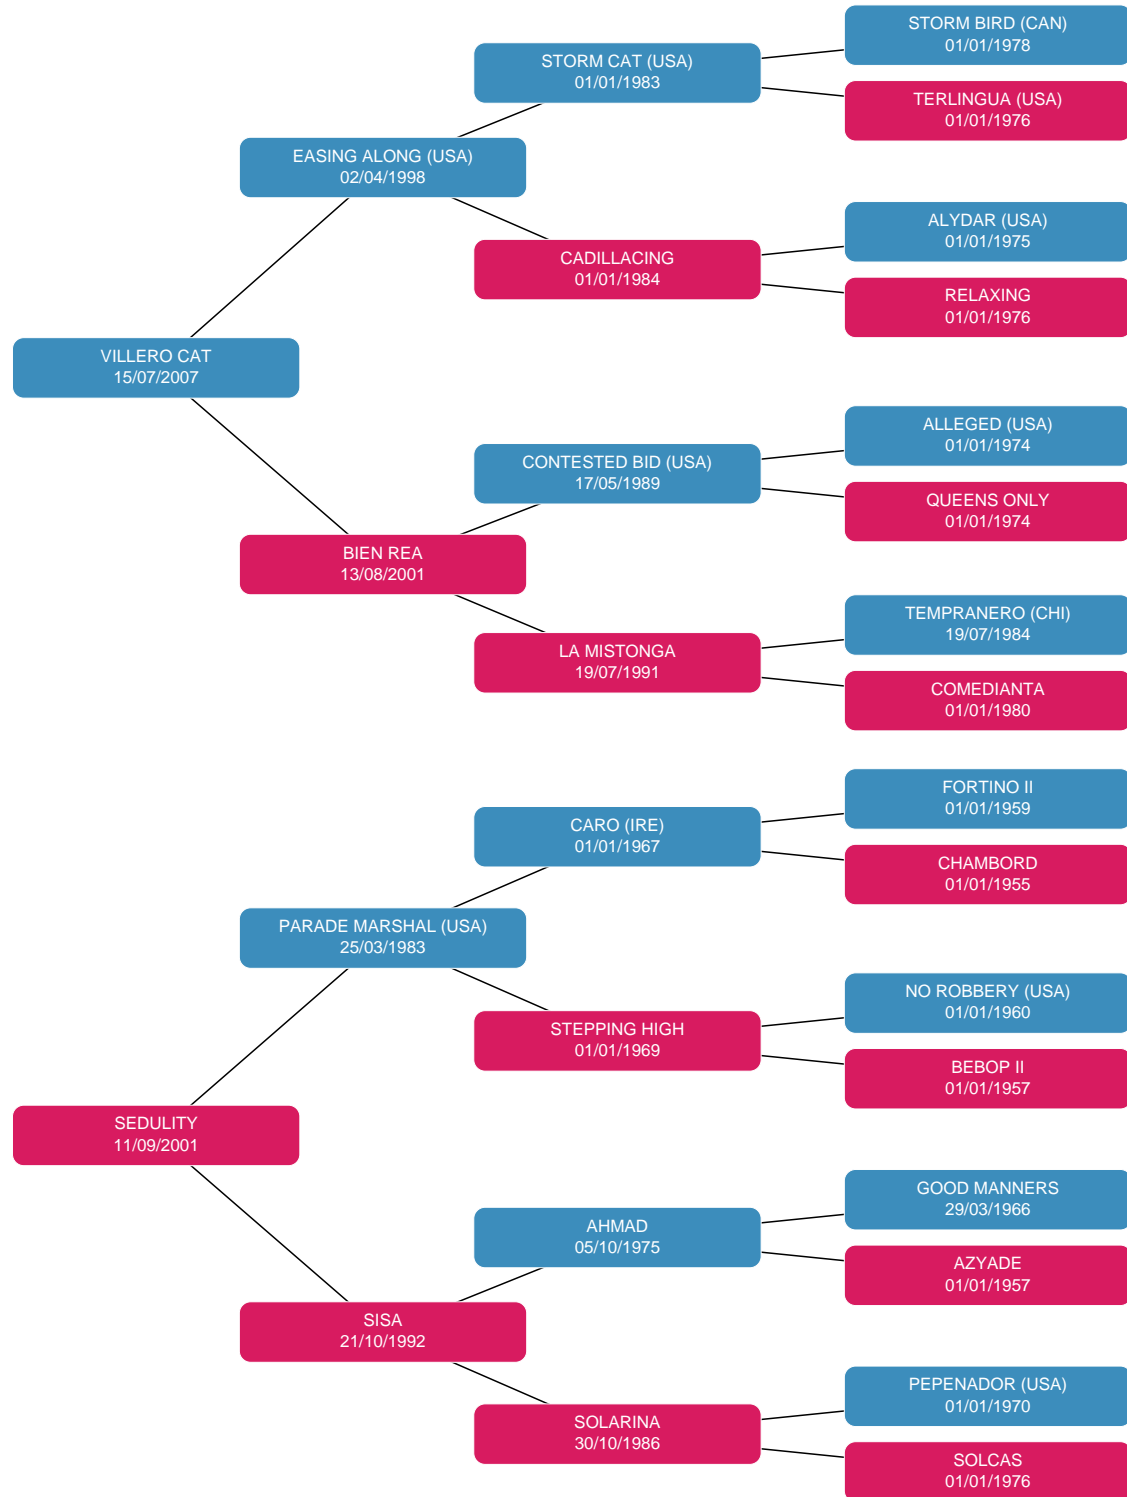 STORM BIRD (CAN)
01/01/1978
STORM CAT (USA)
01/01/1983
TERLINGUA (USA)
01/01/1976
EASING ALONG (USA)
02/04/1998
ALYDAR (USA)
01/01/1975
CADILLACING
01/01/1984
RELAXING
01/01/1976
VILLERO CAT
15/07/2007
ALLEGED (USA)
01/01/1974
CONTESTED BID (USA)
17/05/1989
QUEENS ONLY
01/01/1974
BIEN REA
13/08/2001
TEMPRANERO (CHI)
19/07/1984
LA MISTONGA
19/07/1991
COMEDIANTA
01/01/1980
FORTINO II
01/01/1959
CARO (IRE)
01/01/1967
CHAMBORD
01/01/1955
PARADE MARSHAL (USA)
25/03/1983
NO ROBBERY (USA)
01/01/1960
STEPPING HIGH
01/01/1969
BEBOP II
01/01/1957
SEDULITY
11/09/2001
GOOD MANNERS
29/03/1966
AHMAD
05/10/1975
AZYADE
01/01/1957
SISA
21/10/1992
PEPENADOR (USA)
01/01/1970
SOLARINA
30/10/1986
SOLCAS
01/01/1976